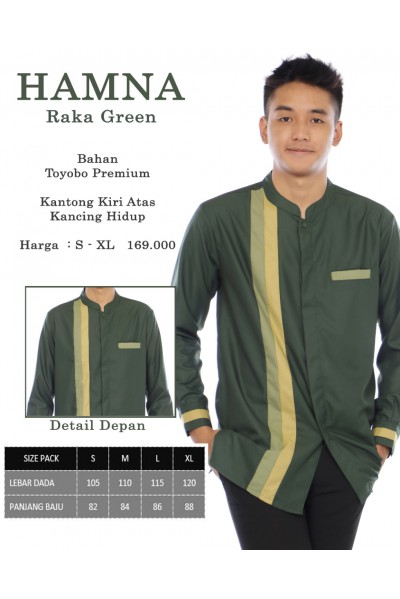 HAMNA
Raka Green
Bahan
Toyobo Premium
Kantong Kiri Atas
Kancing Hidup
Harga : S - XL 169.000
Detail Depan
SIZE PACK S M L XL
LEBAR DADA 105 110 115 120
PANJANG BAJU 82 84 86 88